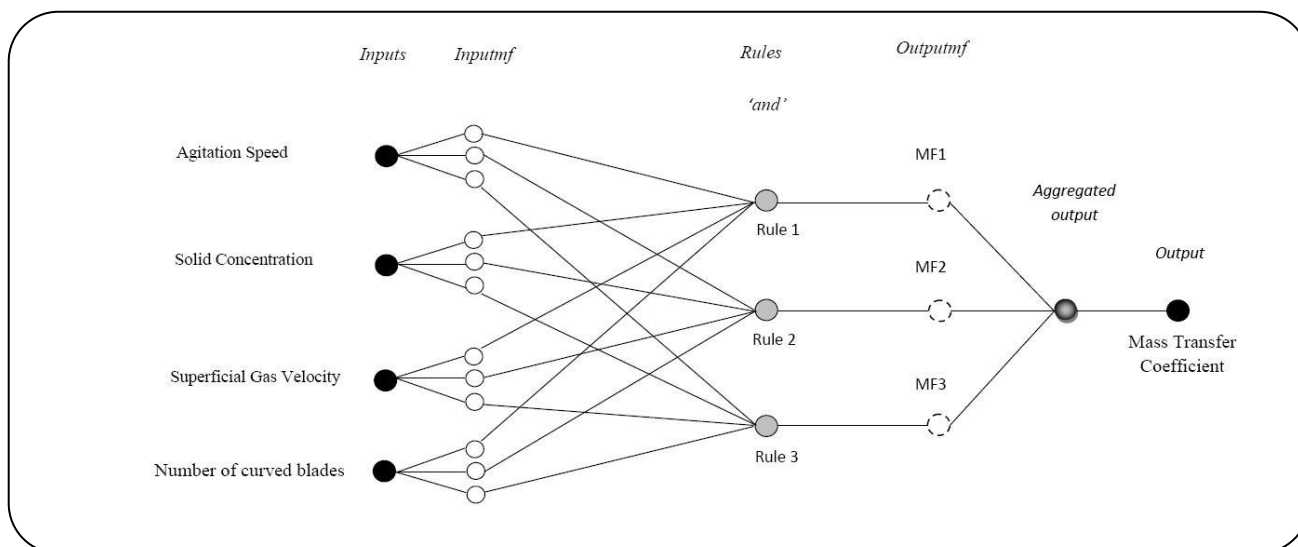 Inputs
Inputmf
Rules
Outputmf
'and'
Agitation Speed
MF1
Aggregated
output
Rule 1
Solid Concentration
MF2
Output
Rule 2
Mass Transfer
Coefficient
Superficial Gas Velocity
MF3
Rule 3
Number of curved blades